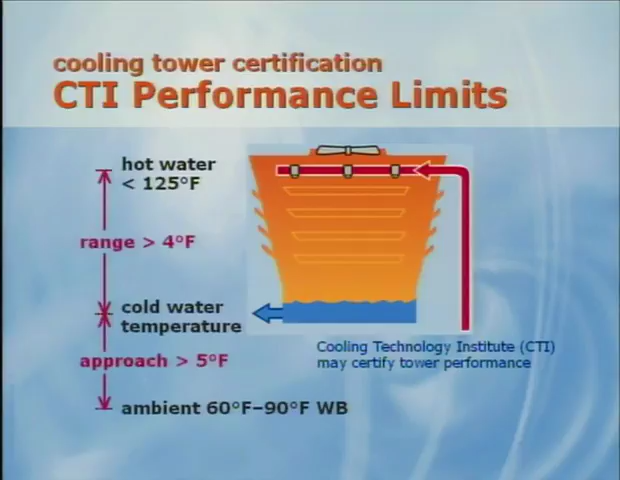 cooling tower certification
CTI Performance Limits
hot water
< 125°F
range > 4°F
cold water
temperature
approach > 5°F
ambient 60°F–90°F WB
Cooling Technology Institute (CTI)
may certify tower performance